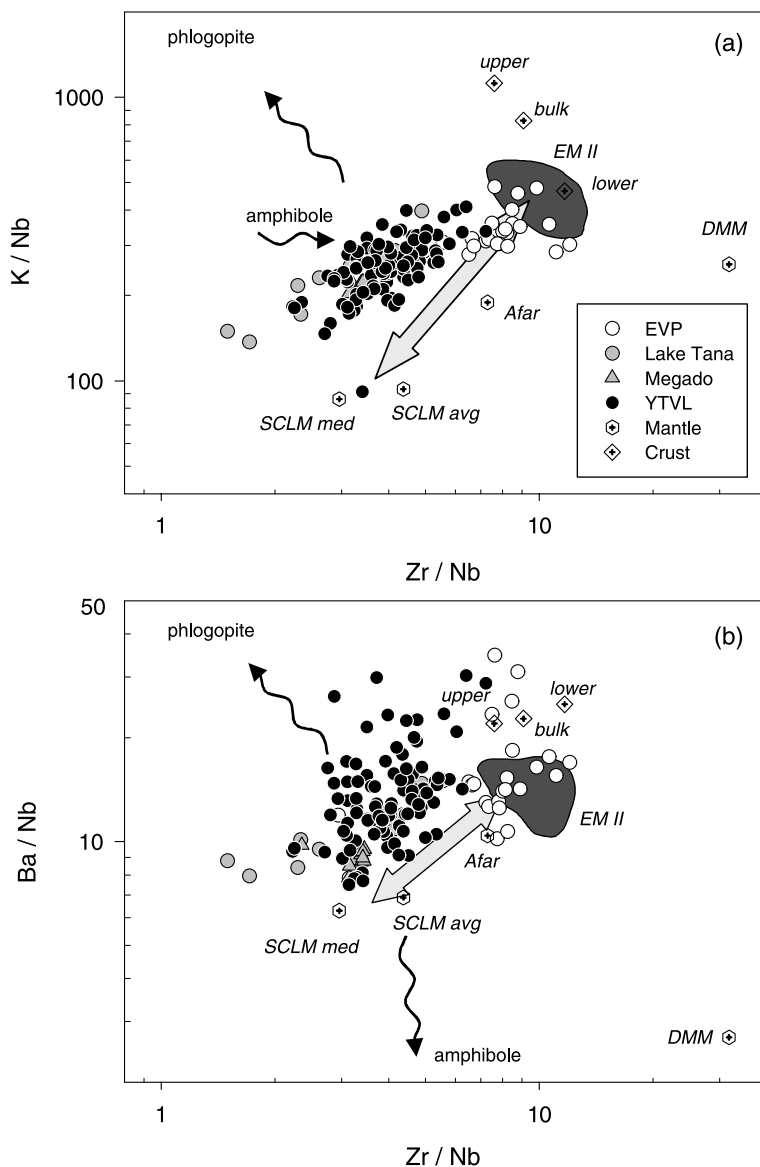 (a)
phlogopite
upper
1000
bulk
EM II
lower
amphibole
DMM
K / Nb
Afar
EVP
Lake Tana
Megado
YTVL
Mantle
Crust
100
SCLM med
SCLM avg
1
10
Zr / Nb
50
(b)
phlogopite
upper
lower
bulk
EM II
10
Ba / Nb
Afar
SCLM avg
SCLM med
DMM
amphibole
1
10
Zr / Nb